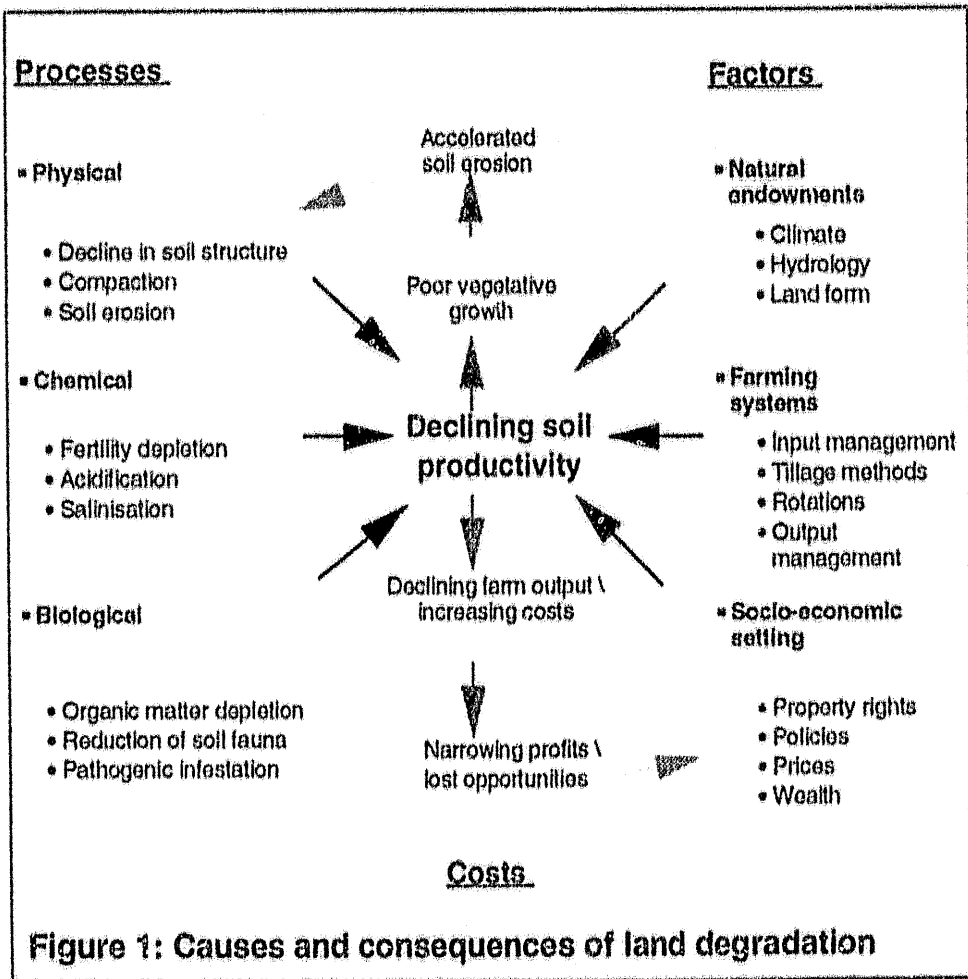 Processes
Physical
• Decline in soil structure
• Compaction
• Soil erosion
Chemical
• Fertility depletion
• Acidification
• Salinisation
Biological
• Organic matter depletion
• Reduction of soil fauna
• Pathogenic infestation
Accelerated
soil erosion
Poor vegetative
growth
Declining soil
productivity
Declining farm output \
increasing costs
Narrowing profits \
lost opportunities
Costs
Factors
Natural
endowments
• Climate
• Hydrology
• Land form
Farming
systems
• Input management
• Tillage methods
• Rotations
• Output
management
Socio-economic
setting
• Property rights
• Policies
• Prices
• Wealth
Figure 1: Causes and consequences of land degradation